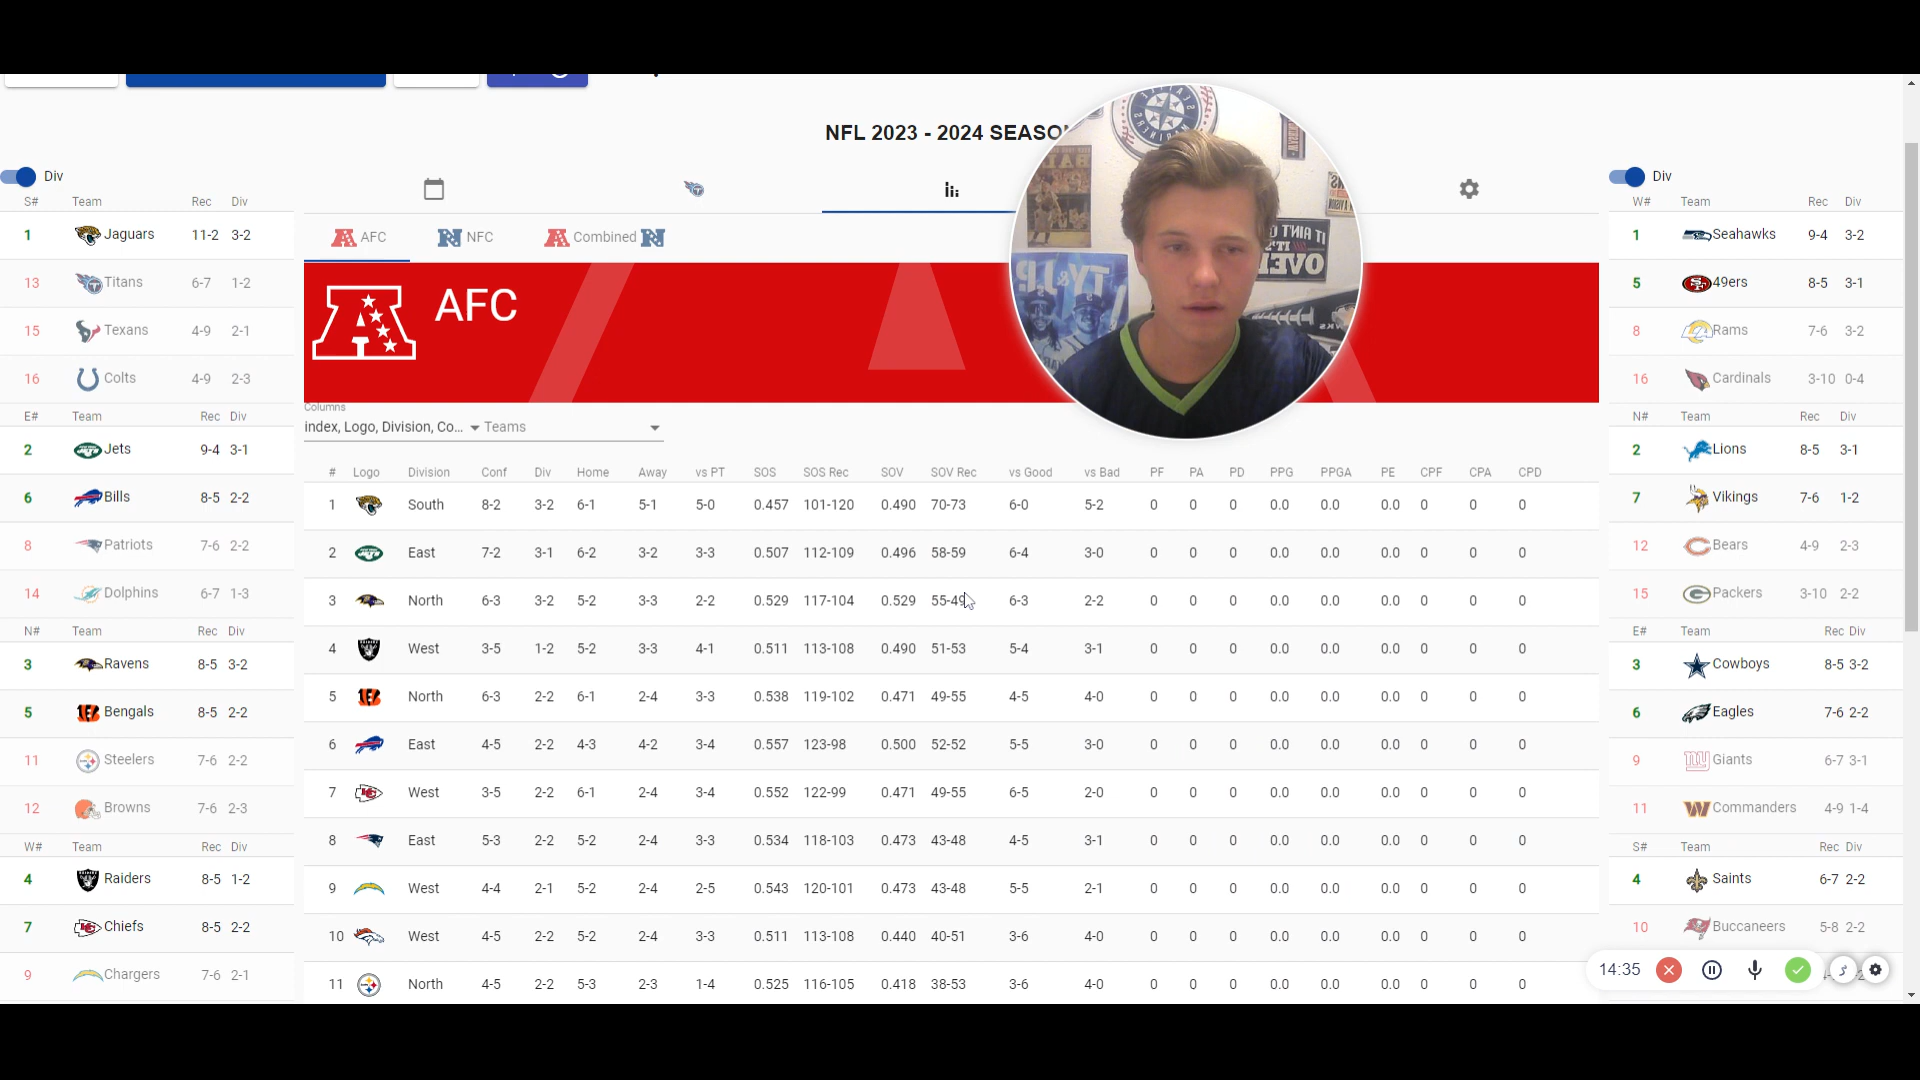 NFL 2023 - 2024 SEASO
Div
S# Team Rec Div
1 Jaguars 11-2 3-2
13 Titans 6-7 1-2
15 Texans 4-9 2-1
16 Colts 4-9 2-3
E# Team Rec Div
2 Jets 9-4 3-1
6 Bills 8-5 2-2
8 Patriots 7-6 2-2
14 Dolphins 6-7 1-3
N# Team Rec Div
3 Ravens 8-5 3-2
5 Bengals 8-5 2-2
11 Steelers 7-6 2-2
12 Browns 7-6 2-3
W# Team Rec Div
4 Raiders 8-5 1-2
7 Chiefs 8-5 2-2
9 Chargers 7-6 2-1
AFC NFC Combined
AFC
Columns
index, Logo, Division, Co... Teams
# Logo Division Conf Div Home Away vs PT SOS SOS Rec SOV SOV Rec vs Good vs Bad PF PA PD PPG PPGA PE CPF CPA CPD
1 South 8-2 3-2 6-1 5-1 5-0 0.457 101-120 0.490 70-73 6-0 5-2 0 0 0 0.0 0.0 0.0 0 0 0
2 East 7-2 3-1 6-2 3-2 3-3 0.507 112-109 0.496 58-59 6-4 3-0 0 0 0 0.0 0.0 0.0 0 0 0
3 North 6-3 3-2 5-2 3-3 2-2 0.529 117-104 0.529 55-49 6-3 2-2 0 0 0 0.0 0.0 0.0 0 0 0
4 West 3-5 1-2 5-2 3-3 4-1 0.511 113-108 0.490 51-53 5-4 3-1 0 0 0 0.0 0.0 0.0 0 0 0
5 North 6-3 2-2 6-1 2-4 3-3 0.538 119-102 0.471 49-55 4-5 4-0 0 0 0 0.0 0.0 0.0 0 0 0
6 East 4-5 2-2 4-3 4-2 3-4 0.557 123-98 0.500 52-52 5-5 3-0 0 0 0 0.0 0.0 0.0 0 0 0
7 West 3-5 2-2 6-1 2-4 3-4 0.552 122-99 0.471 49-55 6-5 2-0 0 0 0 0.0 0.0 0.0 0 0 0
8 East 5-3 2-2 5-2 2-4 3-3 0.534 118-103 0.473 43-48 4-5 3-1 0 0 0 0.0 0.0 0.0 0 0 0
9 West 4-4 2-1 5-2 2-4 2-5 0.543 120-101 0.473 43-48 5-5 2-1 0 0 0 0.0 0.0 0.0 0 0 0
10 West 4-5 2-2 5-2 2-4 3-3 0.511 113-108 0.440 40-51 3-6 4-0 0 0 0 0.0 0.0 0.0 0 0 0
11 North 4-5 2-2 5-3 2-3 1-4 0.525 116-105 0.418 38-53 3-6 4-0 0 0 0 0.0 0.0 0.0 0 0 0
Div
W# Team Rec Div
1 Seahawks 9-4 3-2
5 49ers 8-5 3-1
8 Rams 7-6 3-2
16 Cardinals 3-10 0-4
N# Team Rec Div
2 Lions 8-5 3-1
7 Vikings 7-6 1-2
12 Bears 4-9 2-3
15 Packers 3-10 2-2
E# Team Rec Div
3 Cowboys 8-5 3-2
6 Eagles 7-6 2-2
9 Giants 6-7 3-1
11 Commanders 4-9 1-4
S# Team Rec Div
4 Saints 6-7 2-2
10 Buccaneers 5-8 2-2
14:35